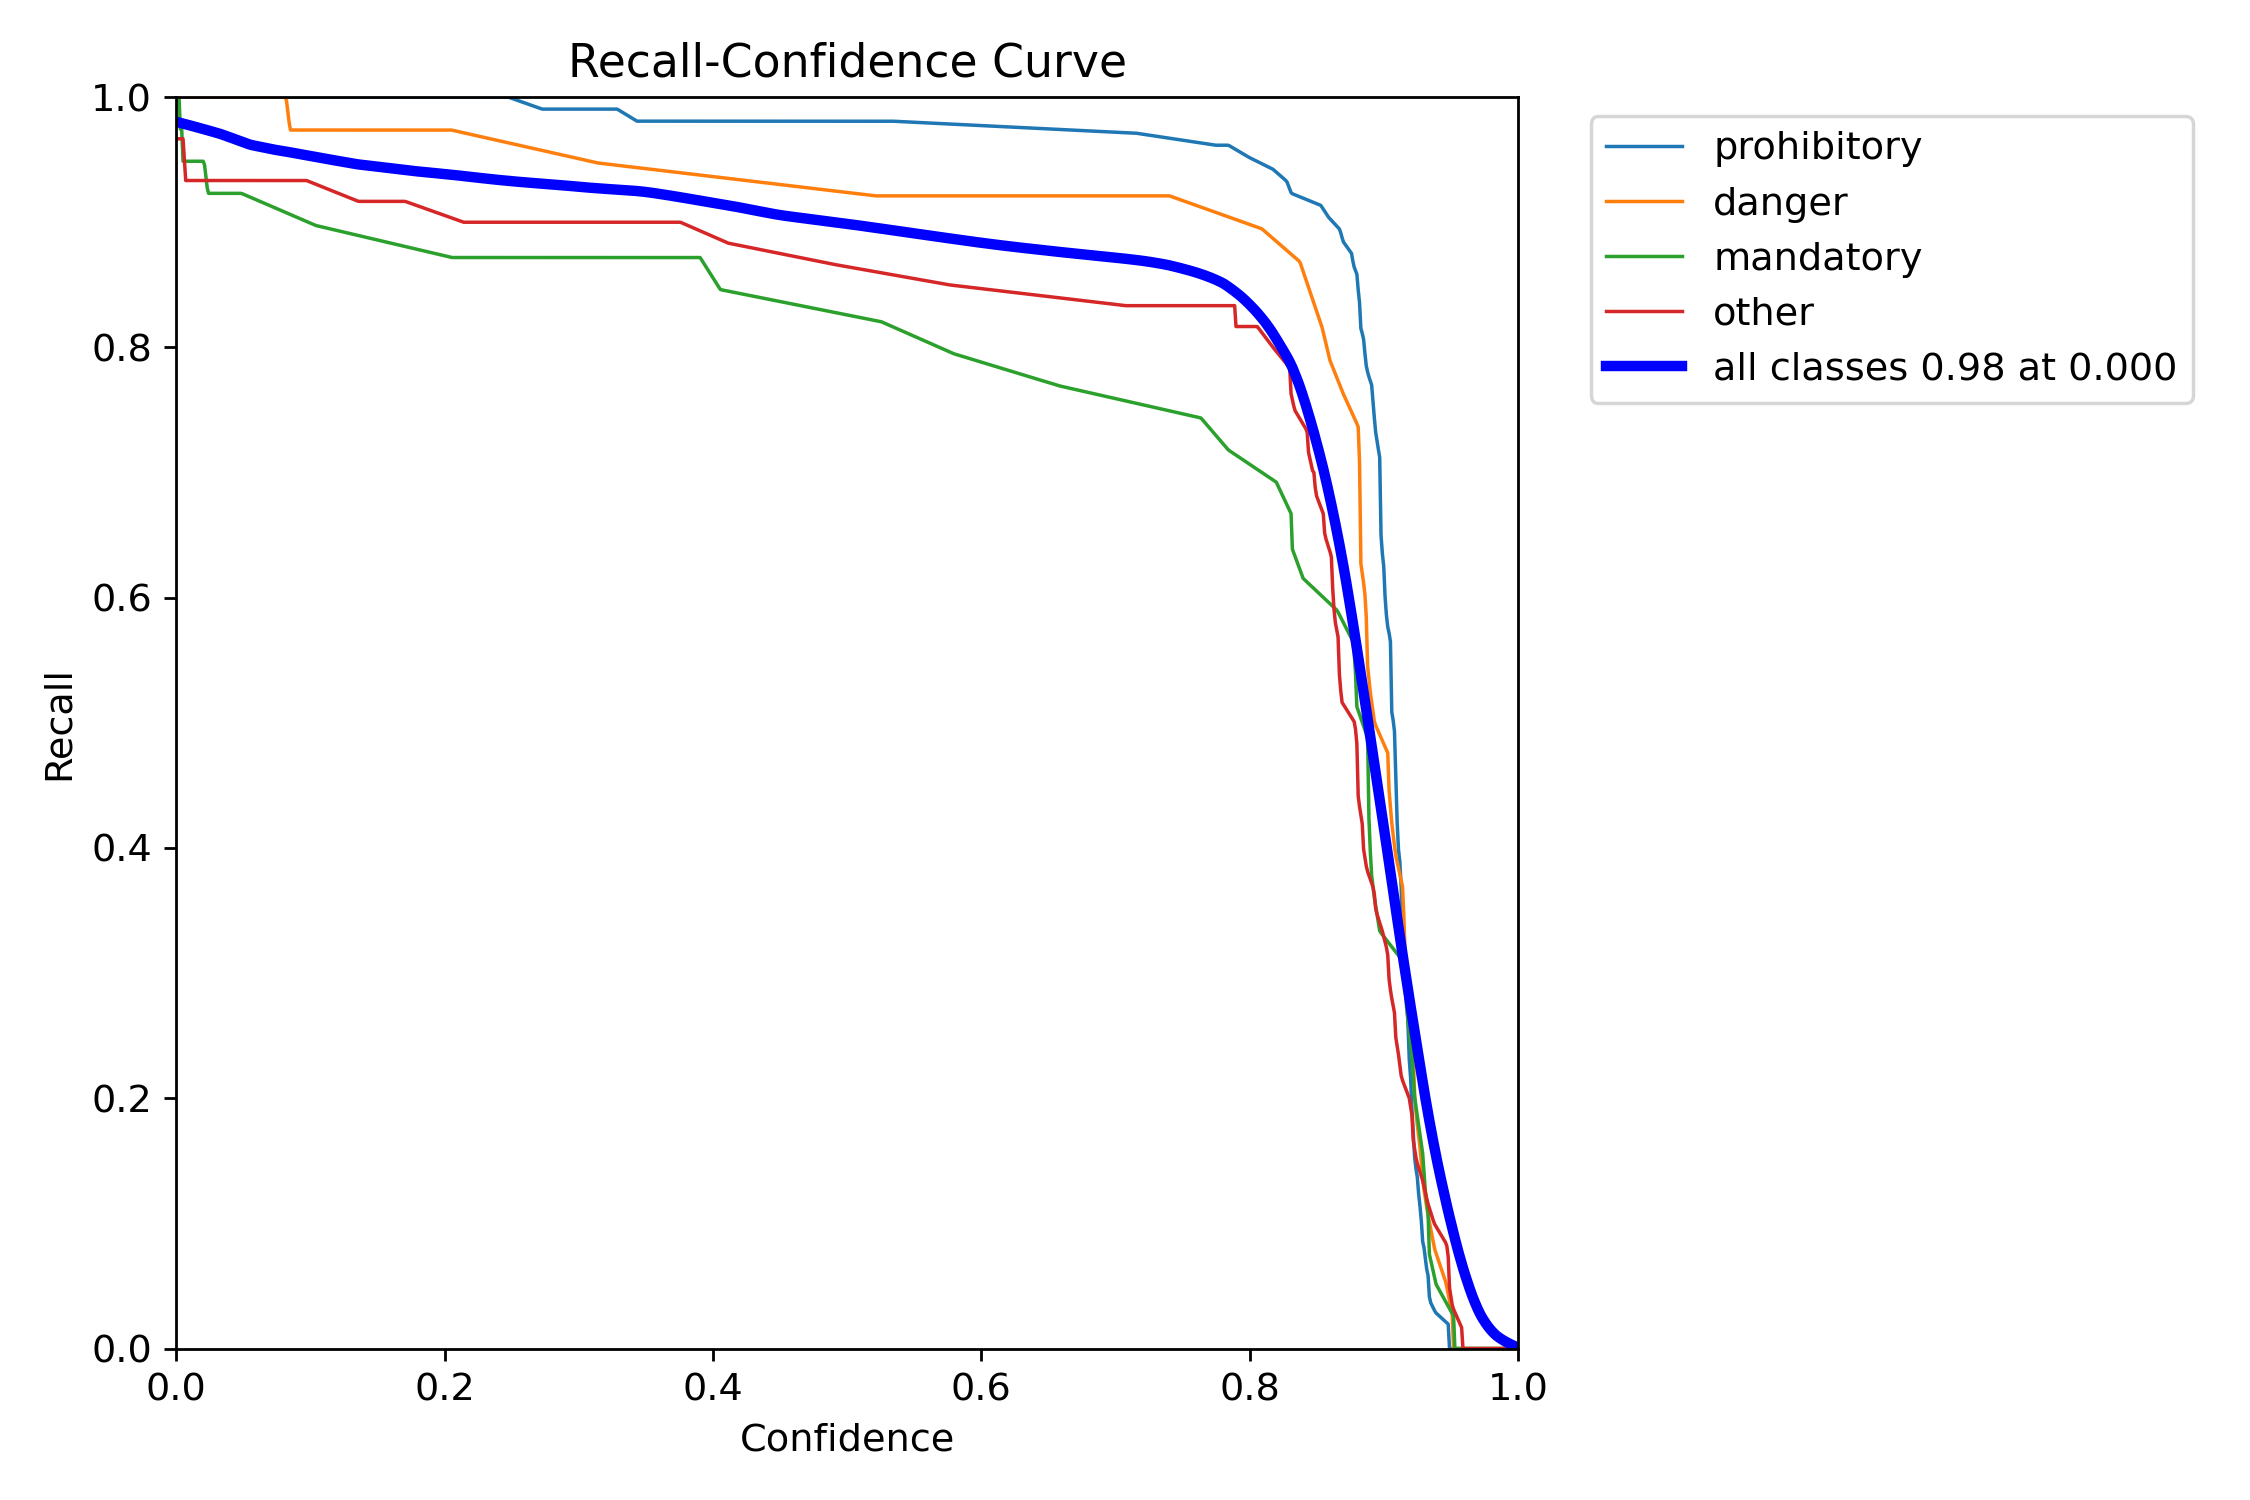 Recall-Confidence Curve
1.0
0.8
0.6
0.4
0.2
0.0
Recall
0.0 0.2 0.4 0.6 0.8 1.0
Confidence
prohibitory
danger
mandatory
other
all classes 0.98 at 0.000